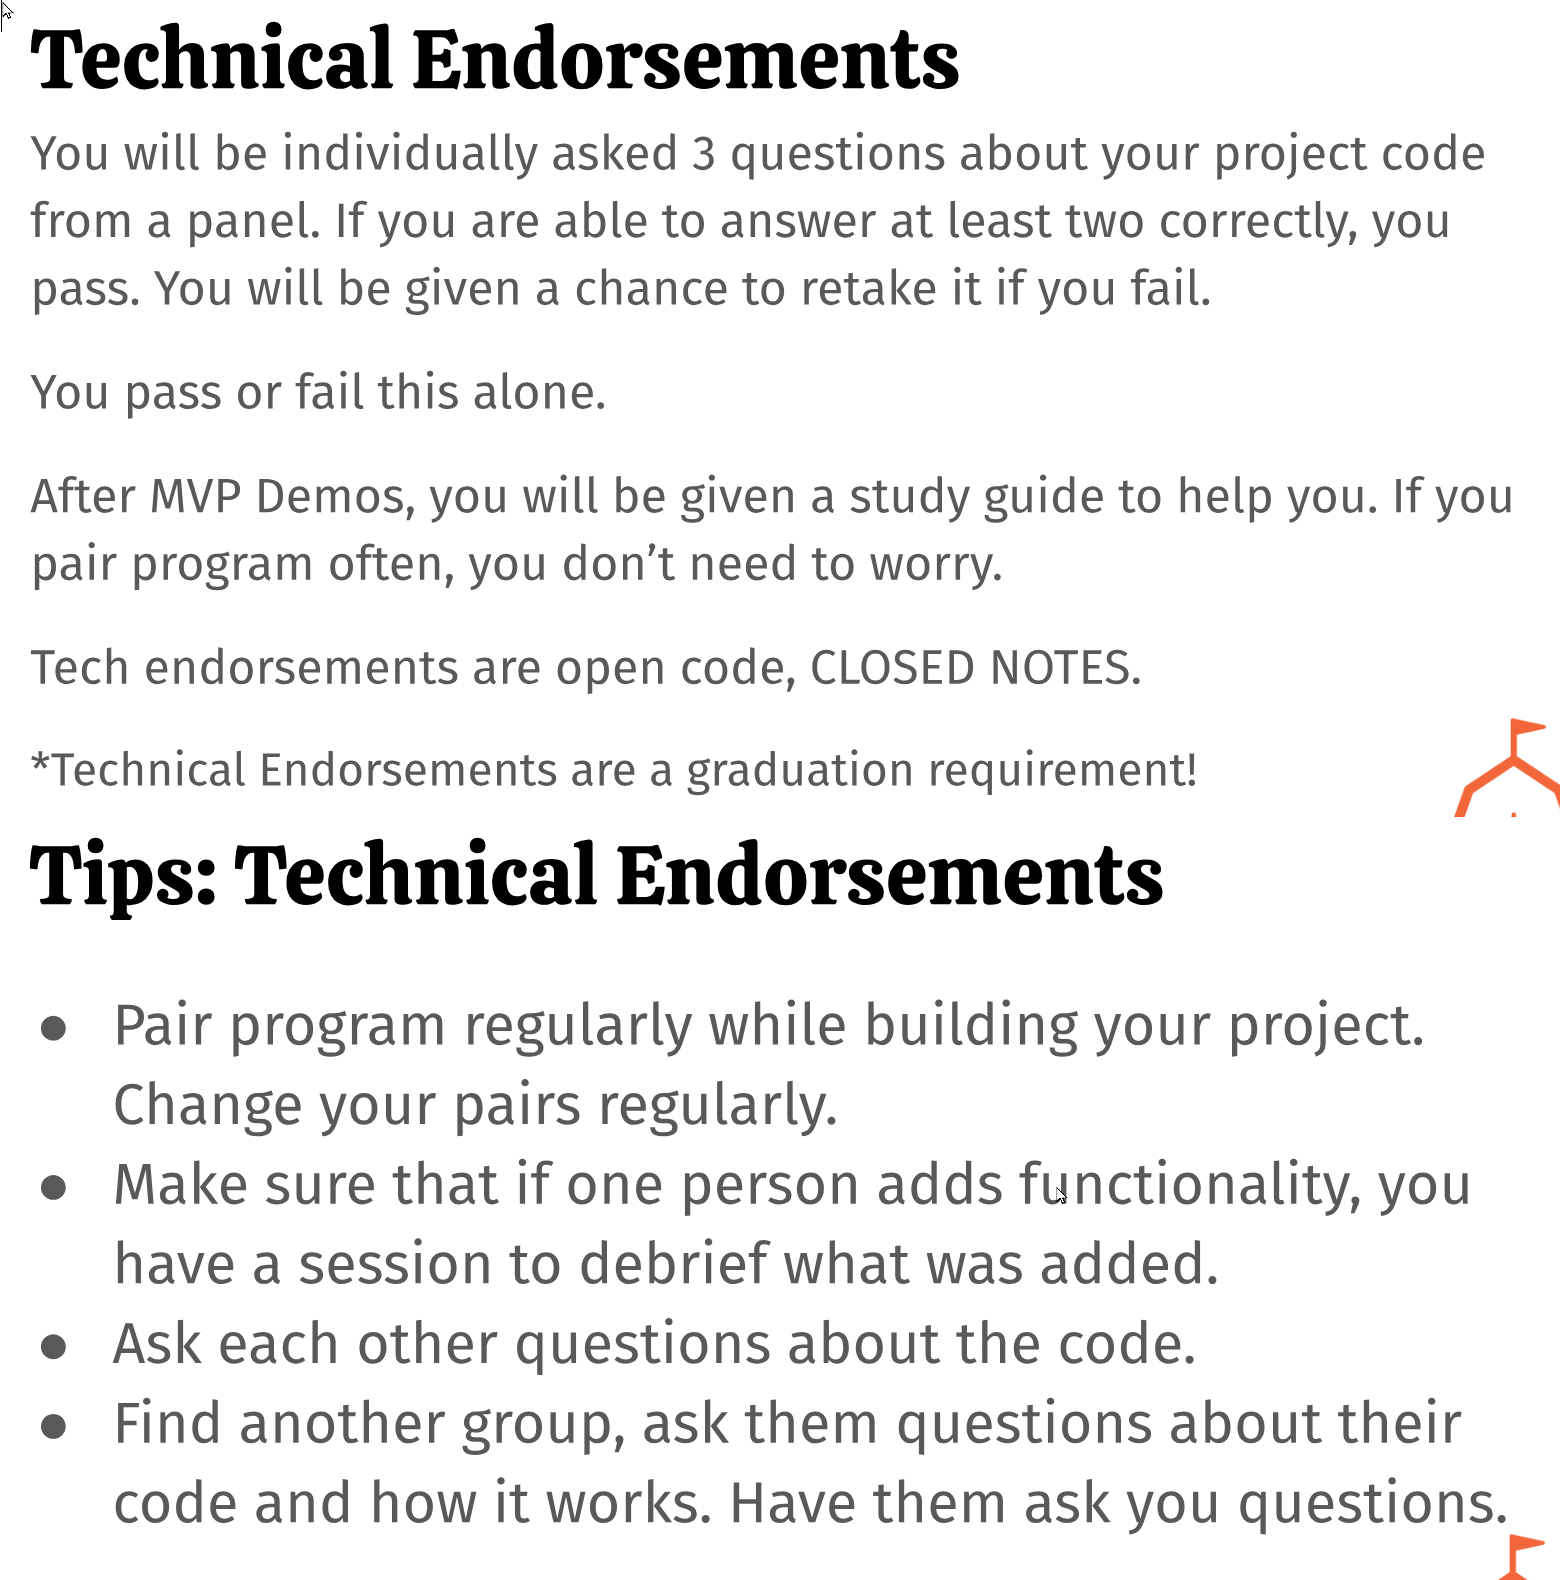 Technical Endorsements
You will be individually asked 3 questions about your project code
from a panel. If you are able to answer at least two correctly, you
pass. You will be given a chance to retake it if you fail.
You pass or fail this alone.
After MVP Demos, you will be given a study guide to help you. If you
pair program often, you don’t need to worry.
Tech endorsements are open code, CLOSED NOTES.
*Technical Endorsements are a graduation requirement!
Tips: Technical Endorsements
● Pair program regularly while building your project.
Change your pairs regularly.
● Make sure that if one person adds functionality, you
have a session to debrief what was added.
● Ask each other questions about the code.
● Find another group, ask them questions about their
code and how it works. Have them ask you questions.